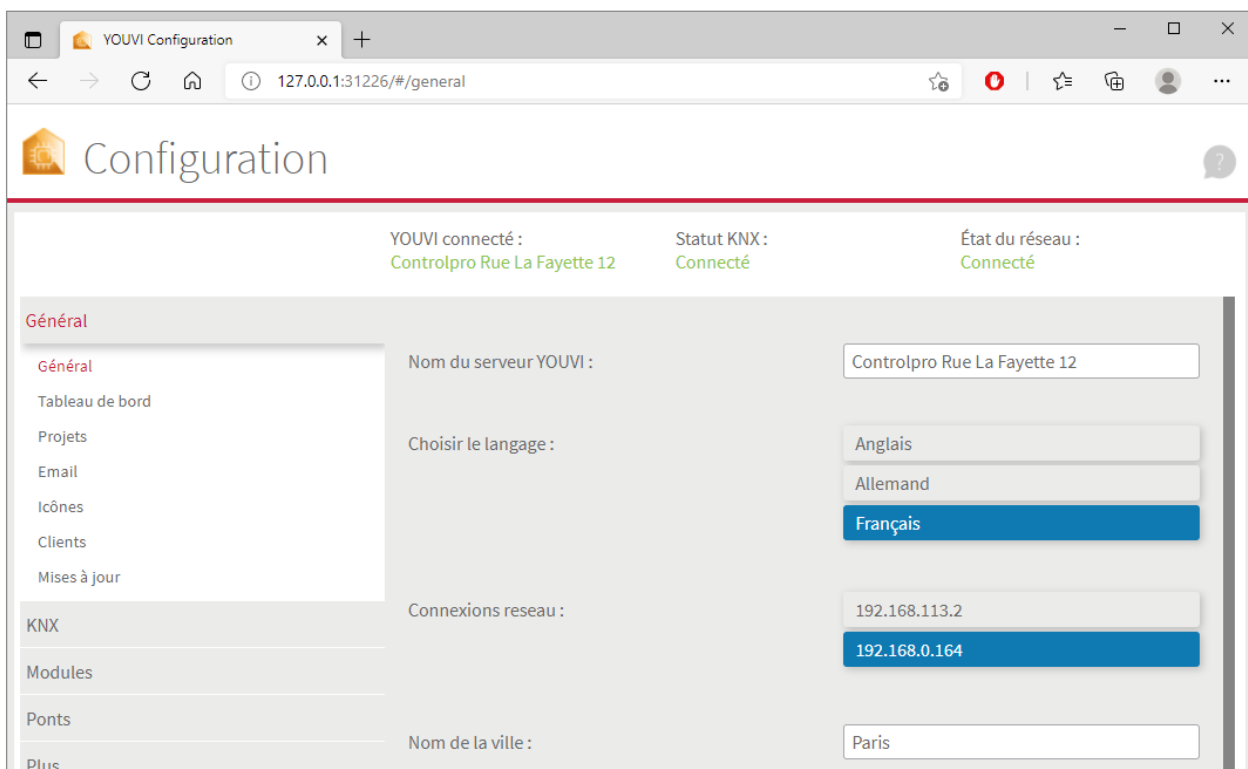 YOUVI Configuration
127.0.0.1:31226/#/general
Configuration
?
YOUVI connecté : Statut KNX : État du réseau :
Controlpro Rue La Fayette 12 Connecté Connecté
Général
Général
Tableau de bord
Projets
Email
Icônes
Clients
Mises à jour
KNX
Modules
Ponts
Plus
Nom du serveur YOUVI : Controlpro Rue La Fayette 12
Choisir le langage : Anglais
Allemand
Français
Connexions reseau : 192.168.113.2
192.168.0.164
Nom de la ville : Paris